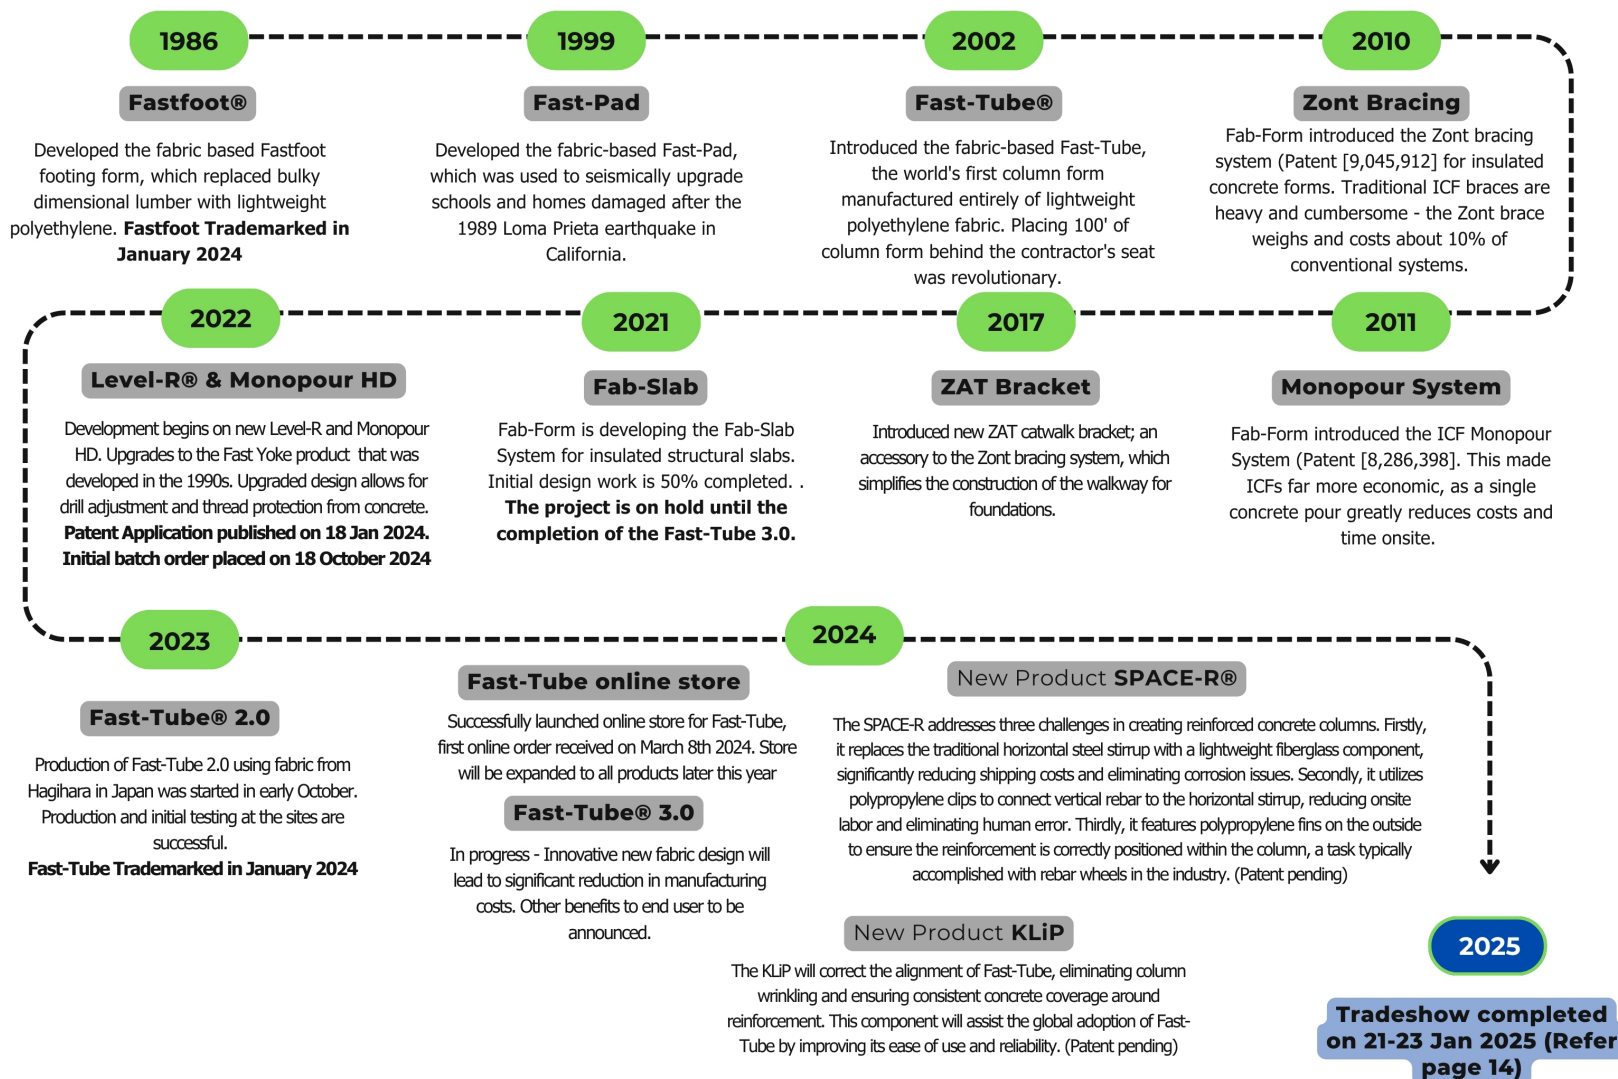 1986
Fastfoot®
Developed the fabric based Fastfoot
footing form, which replaced bulky
dimensional lumber with lightweight
polyethylene. Fastfoot Trademarked in
January 2024
1999
Fast-Pad
Developed the fabric-based Fast-Pad,
which was used to seismically upgrade
schools and homes damaged after the
1989 Loma Prieta earthquake in
California.
2002
Fast-Tube®
Introduced the fabric-based Fast-Tube,
the world's first column form
manufactured entirely of lightweight
polyethylene fabric. Placing 100' of
column form behind the contractor's seat
was revolutionary.
2010
Zont Bracing
Fab-Form introduced the Zont bracing
system (Patent [9,045,912] for insulated
concrete forms. Traditional ICF braces are
heavy and cumbersome - the Zont brace
weighs and costs about 10% of
conventional systems.
2011
Monopour System
Fab-Form introduced the ICF Monopour
System (Patent [8,286,398]. This made
ICFs far more economic, as a single
concrete pour greatly reduces costs and
time onsite.
2017
ZAT Bracket
Introduced new ZAT catwalk bracket; an
accessory to the Zont bracing system, which
simplifies the construction of the walkway for
foundations.
2021
Fab-Slab
Fab-Form is developing the Fab-Slab
System for insulated structural slabs.
Initial design work is 50% completed. .
The project is on hold until the
completion of the Fast-Tube 3.0.
2022
Level-R® & Monopour HD
Development begins on new Level-R and Monopour
HD. Upgrades to the Fast Yoke product that was
developed in the 1990s. Upgraded design allows for
drill adjustment and thread protection from concrete.
Patent Application published on 18 Jan 2024.
Initial batch order placed on 18 October 2024
2023
Fast-Tube® 2.0
Production of Fast-Tube 2.0 using fabric from
Hagihara in Japan was started in early October.
Production and initial testing at the sites are
successful.
Fast-Tube Trademarked in January 2024
2024
Fast-Tube online store
Successfully launched online store for Fast-Tube,
first online order received on March 8th 2024. Store
will be expanded to all products later this year
Fast-Tube® 3.0
In progress - Innovative new fabric design will
lead to significant reduction in manufacturing
costs. Other benefits to end user to be
announced.
New Product SPACE-R®
The SPACE-R addresses three challenges in creating reinforced concrete columns. Firstly,
it replaces the traditional horizontal steel stirrup with a lightweight fiberglass component,
significantly reducing shipping costs and eliminating corrosion issues. Secondly, it utilizes
polypropylene clips to connect vertical rebar to the horizontal stirrup, reducing onsite
labor and eliminating human error. Thirdly, it features polypropylene fins on the outside
to ensure the reinforcement is correctly positioned within the column, a task typically
accomplished with rebar wheels in the industry. (Patent pending)
New Product KLiP
The KLiP will correct the alignment of Fast-Tube, eliminating column
wrinkling and ensuring consistent concrete coverage around
reinforcement. This component will assist the global adoption of Fast-
Tube by improving its ease of use and reliability. (Patent pending)
2025
Tradeshow completed
on 21-23 Jan 2025 (Refer
page 14)